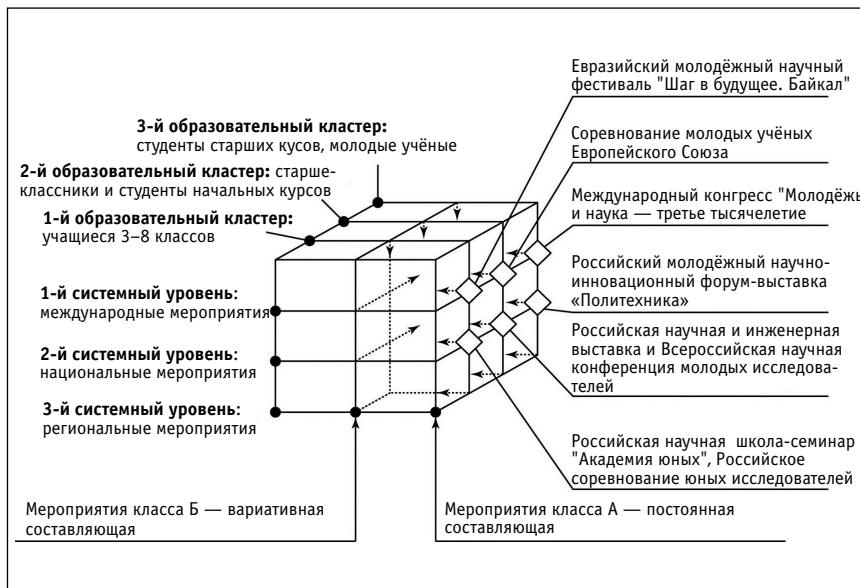 Евразийский молодёжный научный
фестиваль "Шаг в будущее. Байкал"
3-й образовательный кластер:
студенты старших кусов, молодые учёные
Соревнование молодых учёных
Европейского Союза
2-й образовательный кластер: старше-
классники и студенты начальных курсов
Международный конгресс "Молодёжь
и наука — третье тысячелетие
1-й образовательный кластер:
учащиеся 3–8 классов
Российский молодёжный научно-
инновационный форум-выставка
«Политехника»
1-й системный уровень:
международные мероприятия
Российская научная и инженерная
выставка и Всероссийская научная
конференция молодых исследова-
телей
2-й системный уровень:
национальные мероприятия
3-й системный уровень:
региональные мероприятия
Российская научная школа-семинар
"Академия юных", Российское
соревнование юных исследователей
Мероприятия класса Б — вариативная
составляющая
Мероприятия класса А — постоянная
составляющая